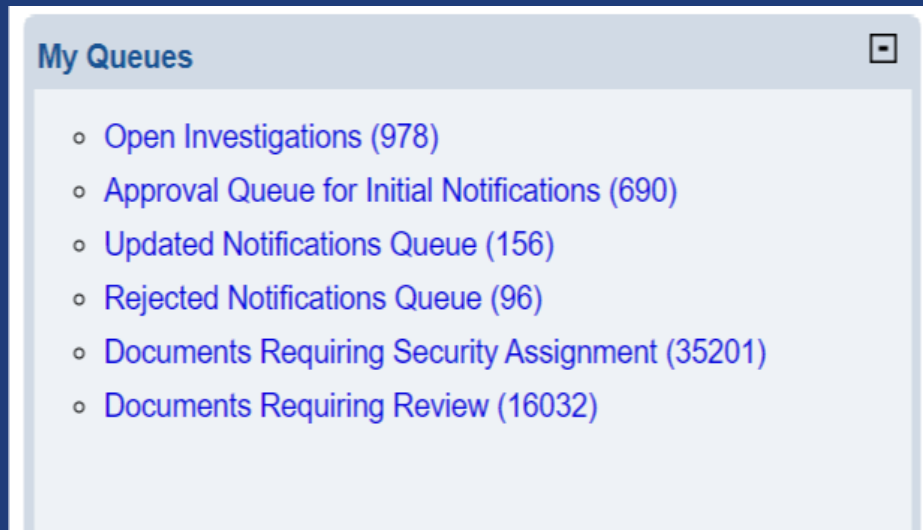 My Queues
Open Investigations (978)
Approval Queue for Initial Notifications (690)
Updated Notifications Queue (156)
Rejected Notifications Queue (96)
Documents Requiring Security Assignment (35201)
Documents Requiring Review (16032)